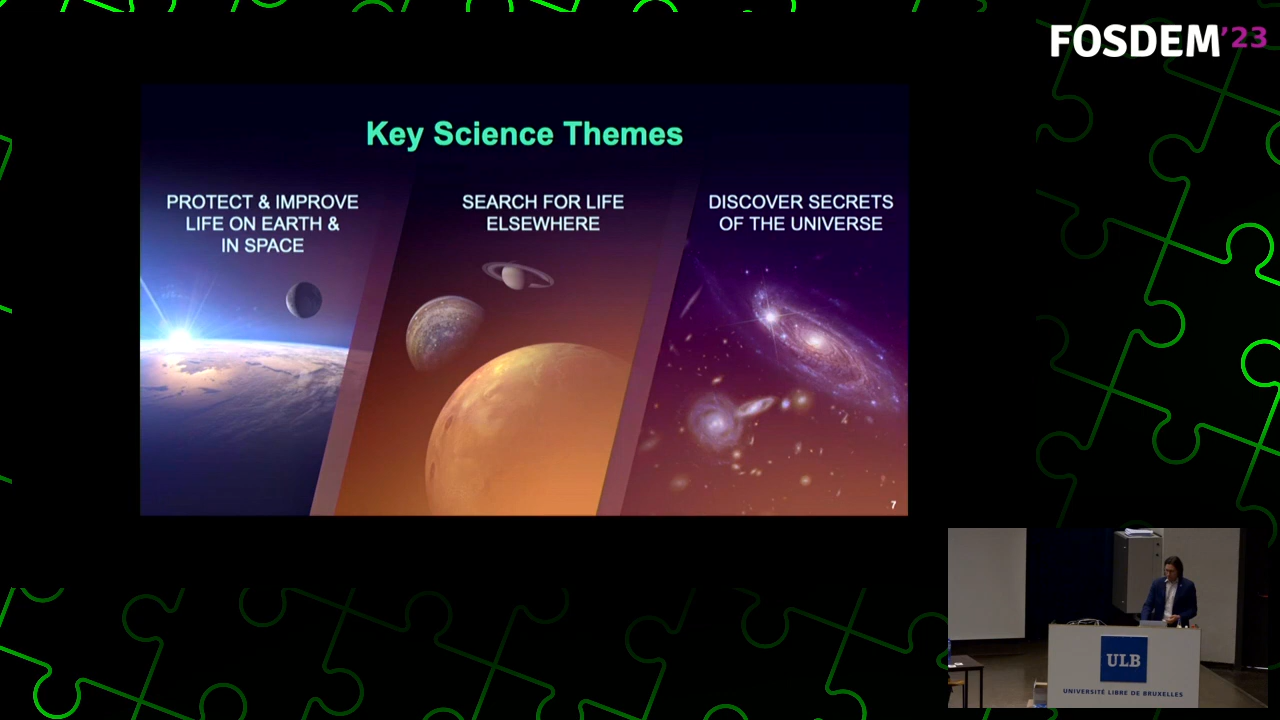 FOSDEM'23
Key Science Themes
PROTECT & IMPROVE
LIFE ON EARTH &
IN SPACE
SEARCH FOR LIFE
ELSEWHERE
DISCOVER SECRETS
OF THE UNIVERSE
7
ULB
UNIVERSITÉ LIBRE DE BRUXELLES